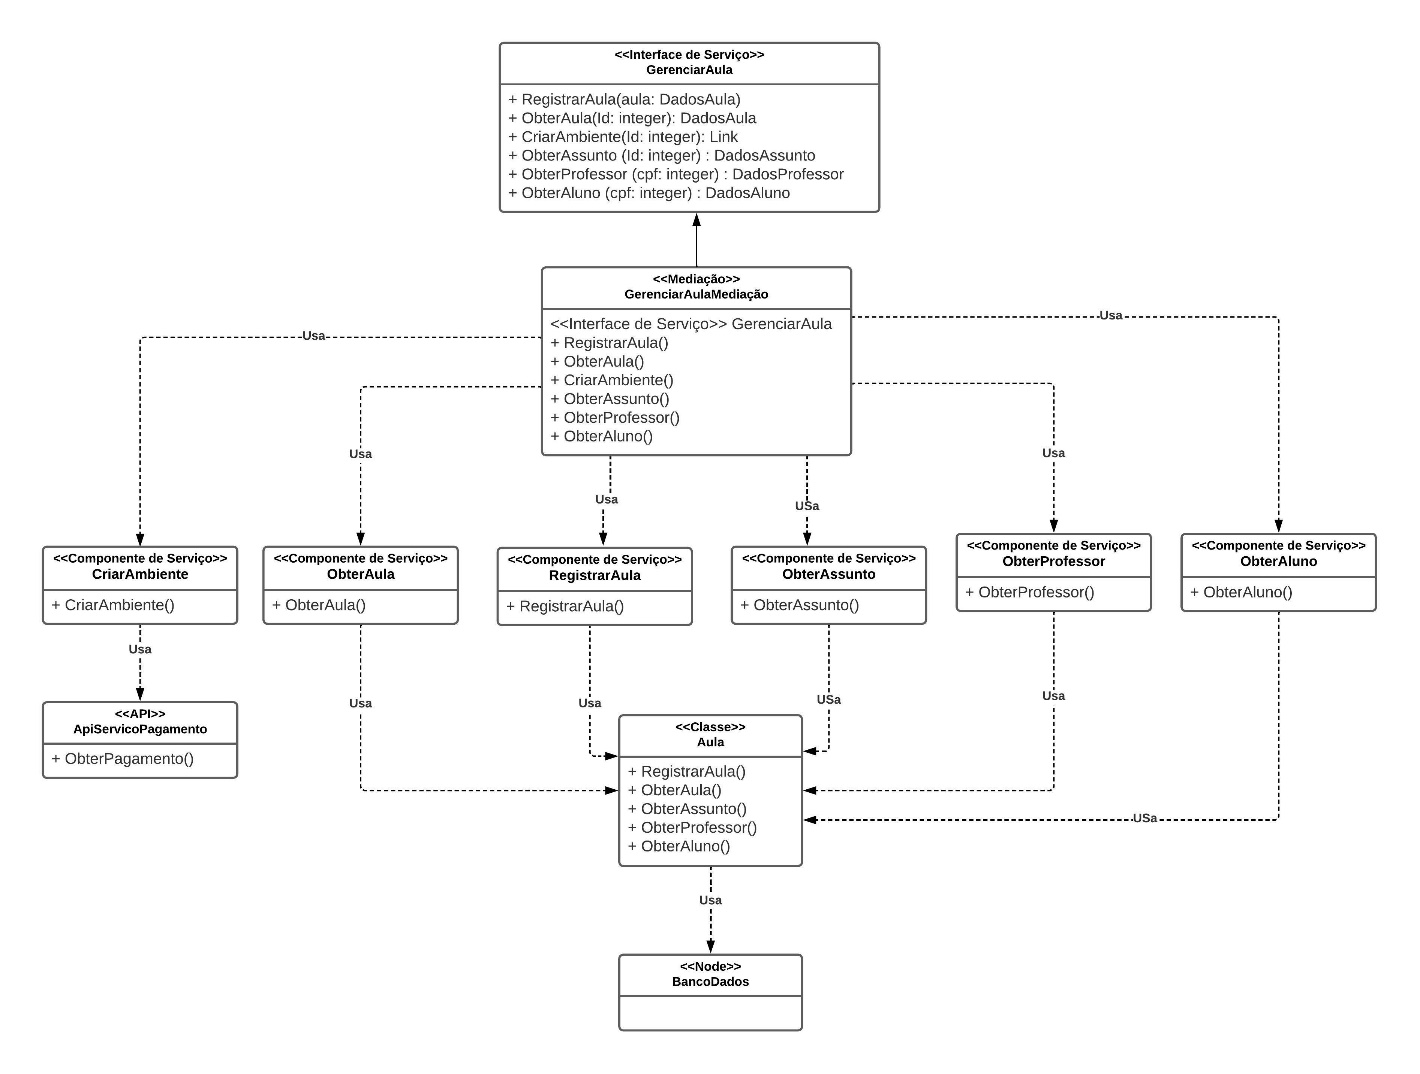 <<Interface de Serviço>>
GerenciarAula
+ RegistrarAula(aula: DadosAula)
+ ObterAula(Id: integer): DadosAula
+ CriarAmbiente(Id: integer): Link
+ ObterAssunto (Id: integer) : DadosAssunto
+ ObterProfessor (cpf: integer) : DadosProfessor
+ ObterAluno (cpf: integer) : DadosAluno
<<Mediação>>
GerenciarAulaMediação
<<Interface de Serviço>> GerenciarAula
+ RegistrarAula()
+ ObterAula()
+ CriarAmbiente()
+ ObterAssunto()
+ ObterProfessor()
+ ObterAluno()
Usa
Usa
Usa
Usa
USa
Usa
<<Componente de Serviço>>
CriarAmbiente
+ CriarAmbiente()
<<Componente de Serviço>>
ObterAula
+ ObterAula()
<<Componente de Serviço>>
RegistrarAula
+ RegistrarAula()
<<Componente de Serviço>>
ObterAssunto
+ ObterAssunto()
<<Componente de Serviço>>
ObterProfessor
+ ObterProfessor()
<<Componente de Serviço>>
ObterAluno
+ ObterAluno()
Usa
Usa
Usa
USa
Usa
USa
<<API>>
ApiServicoPagamento
+ ObterPagamento()
<<Classe>>
Aula
+ RegistrarAula()
+ ObterAula()
+ ObterAssunto()
+ ObterProfessor()
+ ObterAluno()
Usa
<<Node>>
BancoDados